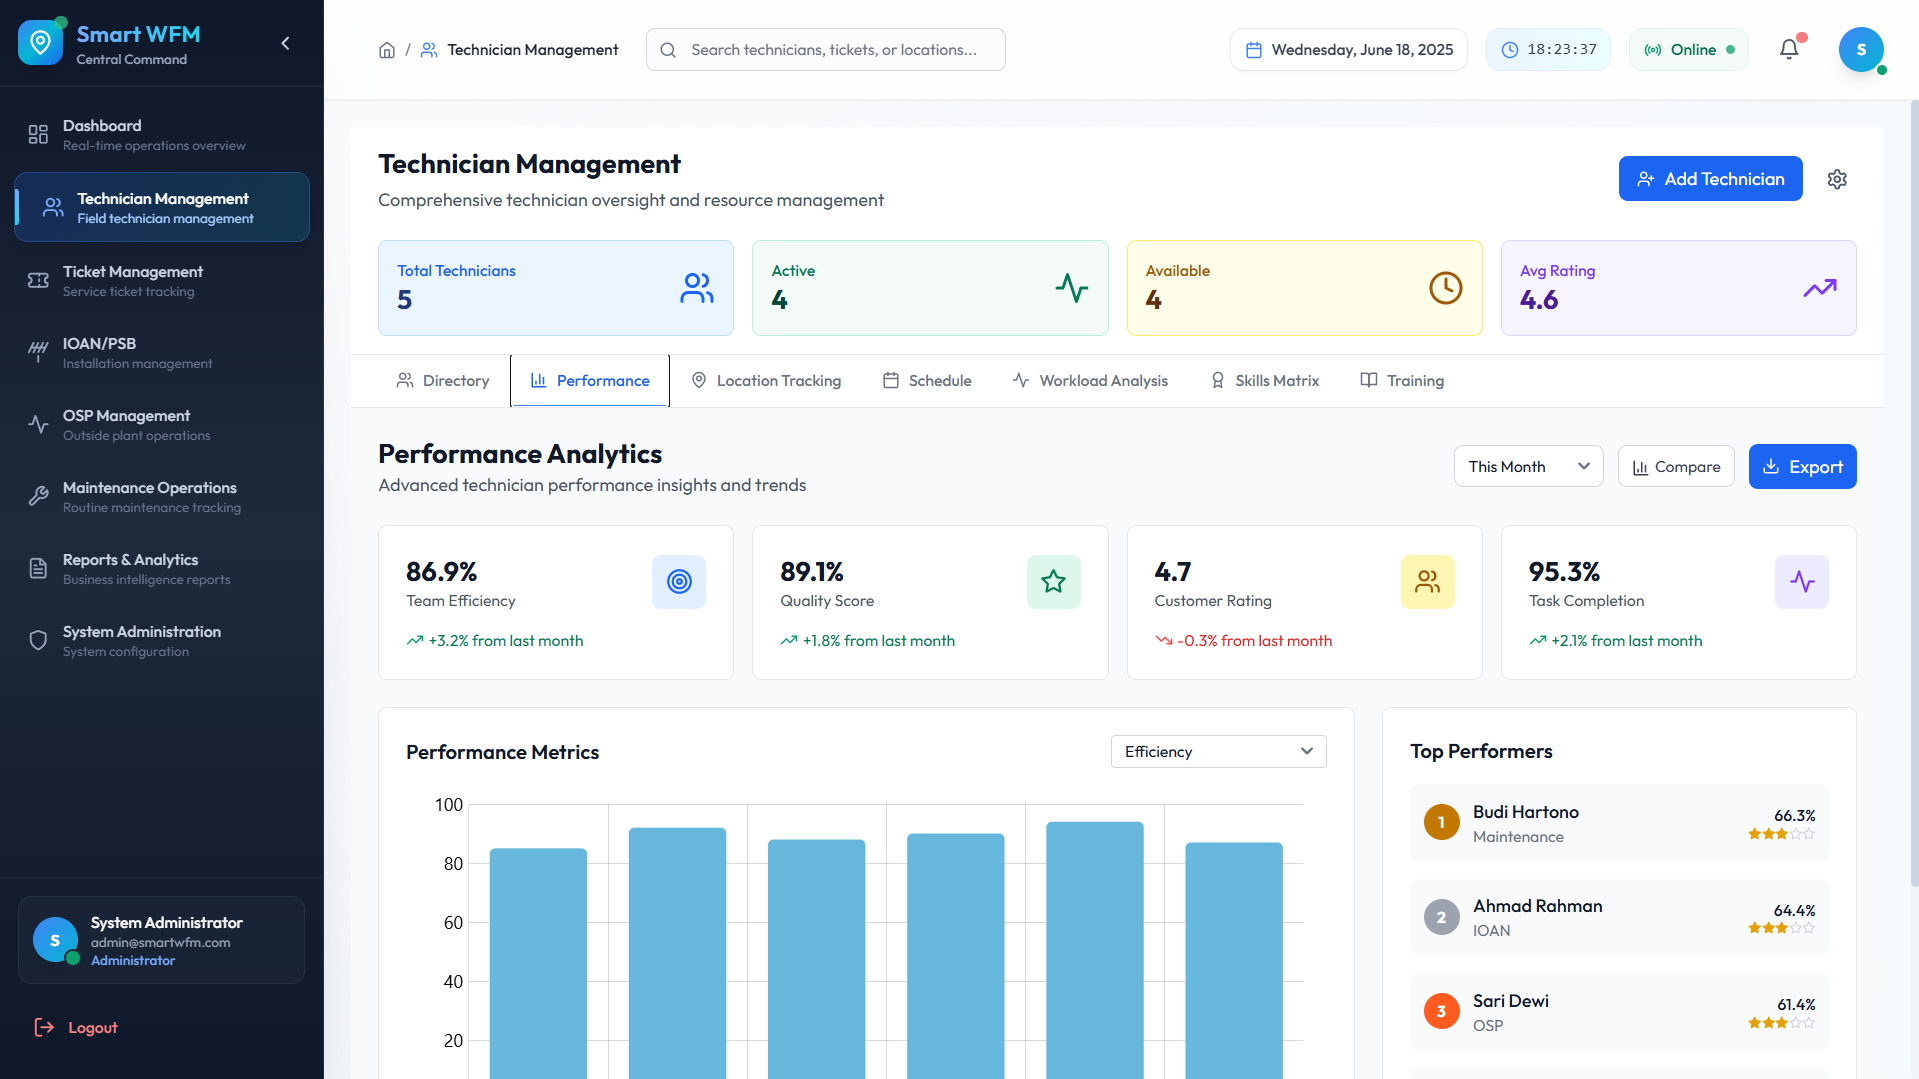 Smart WFM
Central Command
Dashboard
Real-time operations overview
Technician Management
Field technician management
Ticket Management
Service ticket tracking
IOAN/PSB
Installation management
OSP Management
Outside plant operations
Maintenance Operations
Routine maintenance tracking
Reports & Analytics
Business intelligence reports
System Administration
System configuration
S
System Administrator
admin@smartwfm.com
Administrator
Logout
/ Technician Management
Search technicians, tickets, or locations...
Wednesday, June 18, 2025
18:23:37
Online
S
Technician Management
Comprehensive technician oversight and resource management
Add Technician
Total Technicians
5
Active
4
Available
4
Avg Rating
4.6
Directory
Performance
Location Tracking
Schedule
Workload Analysis
Skills Matrix
Training
Performance Analytics
Advanced technician performance insights and trends
This Month
Compare
Export
86.9%
Team Efficiency
+3.2% from last month
89.1%
Quality Score
+1.8% from last month
4.7
Customer Rating
-0.3% from last month
95.3%
Task Completion
+2.1% from last month
Performance Metrics
Efficiency
100
80
60
40
20
Top Performers
1
Budi Hartono
Maintenance
66.3%
2
Ahmad Rahman
IOAN
64.4%
3
Sari Dewi
OSP
61.4%